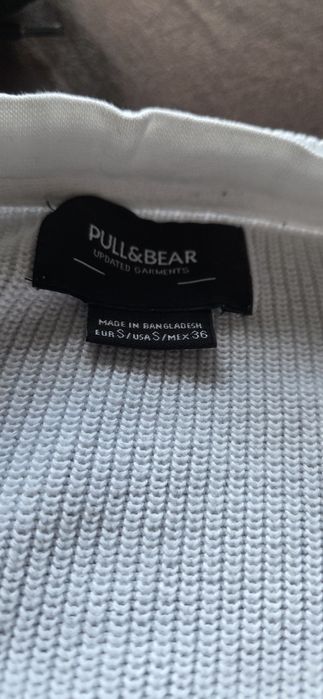 PULL&BEAR
UPDATED GARMENTS
MADE IN BANGLADESH
EUR S/USA S/MEX 36